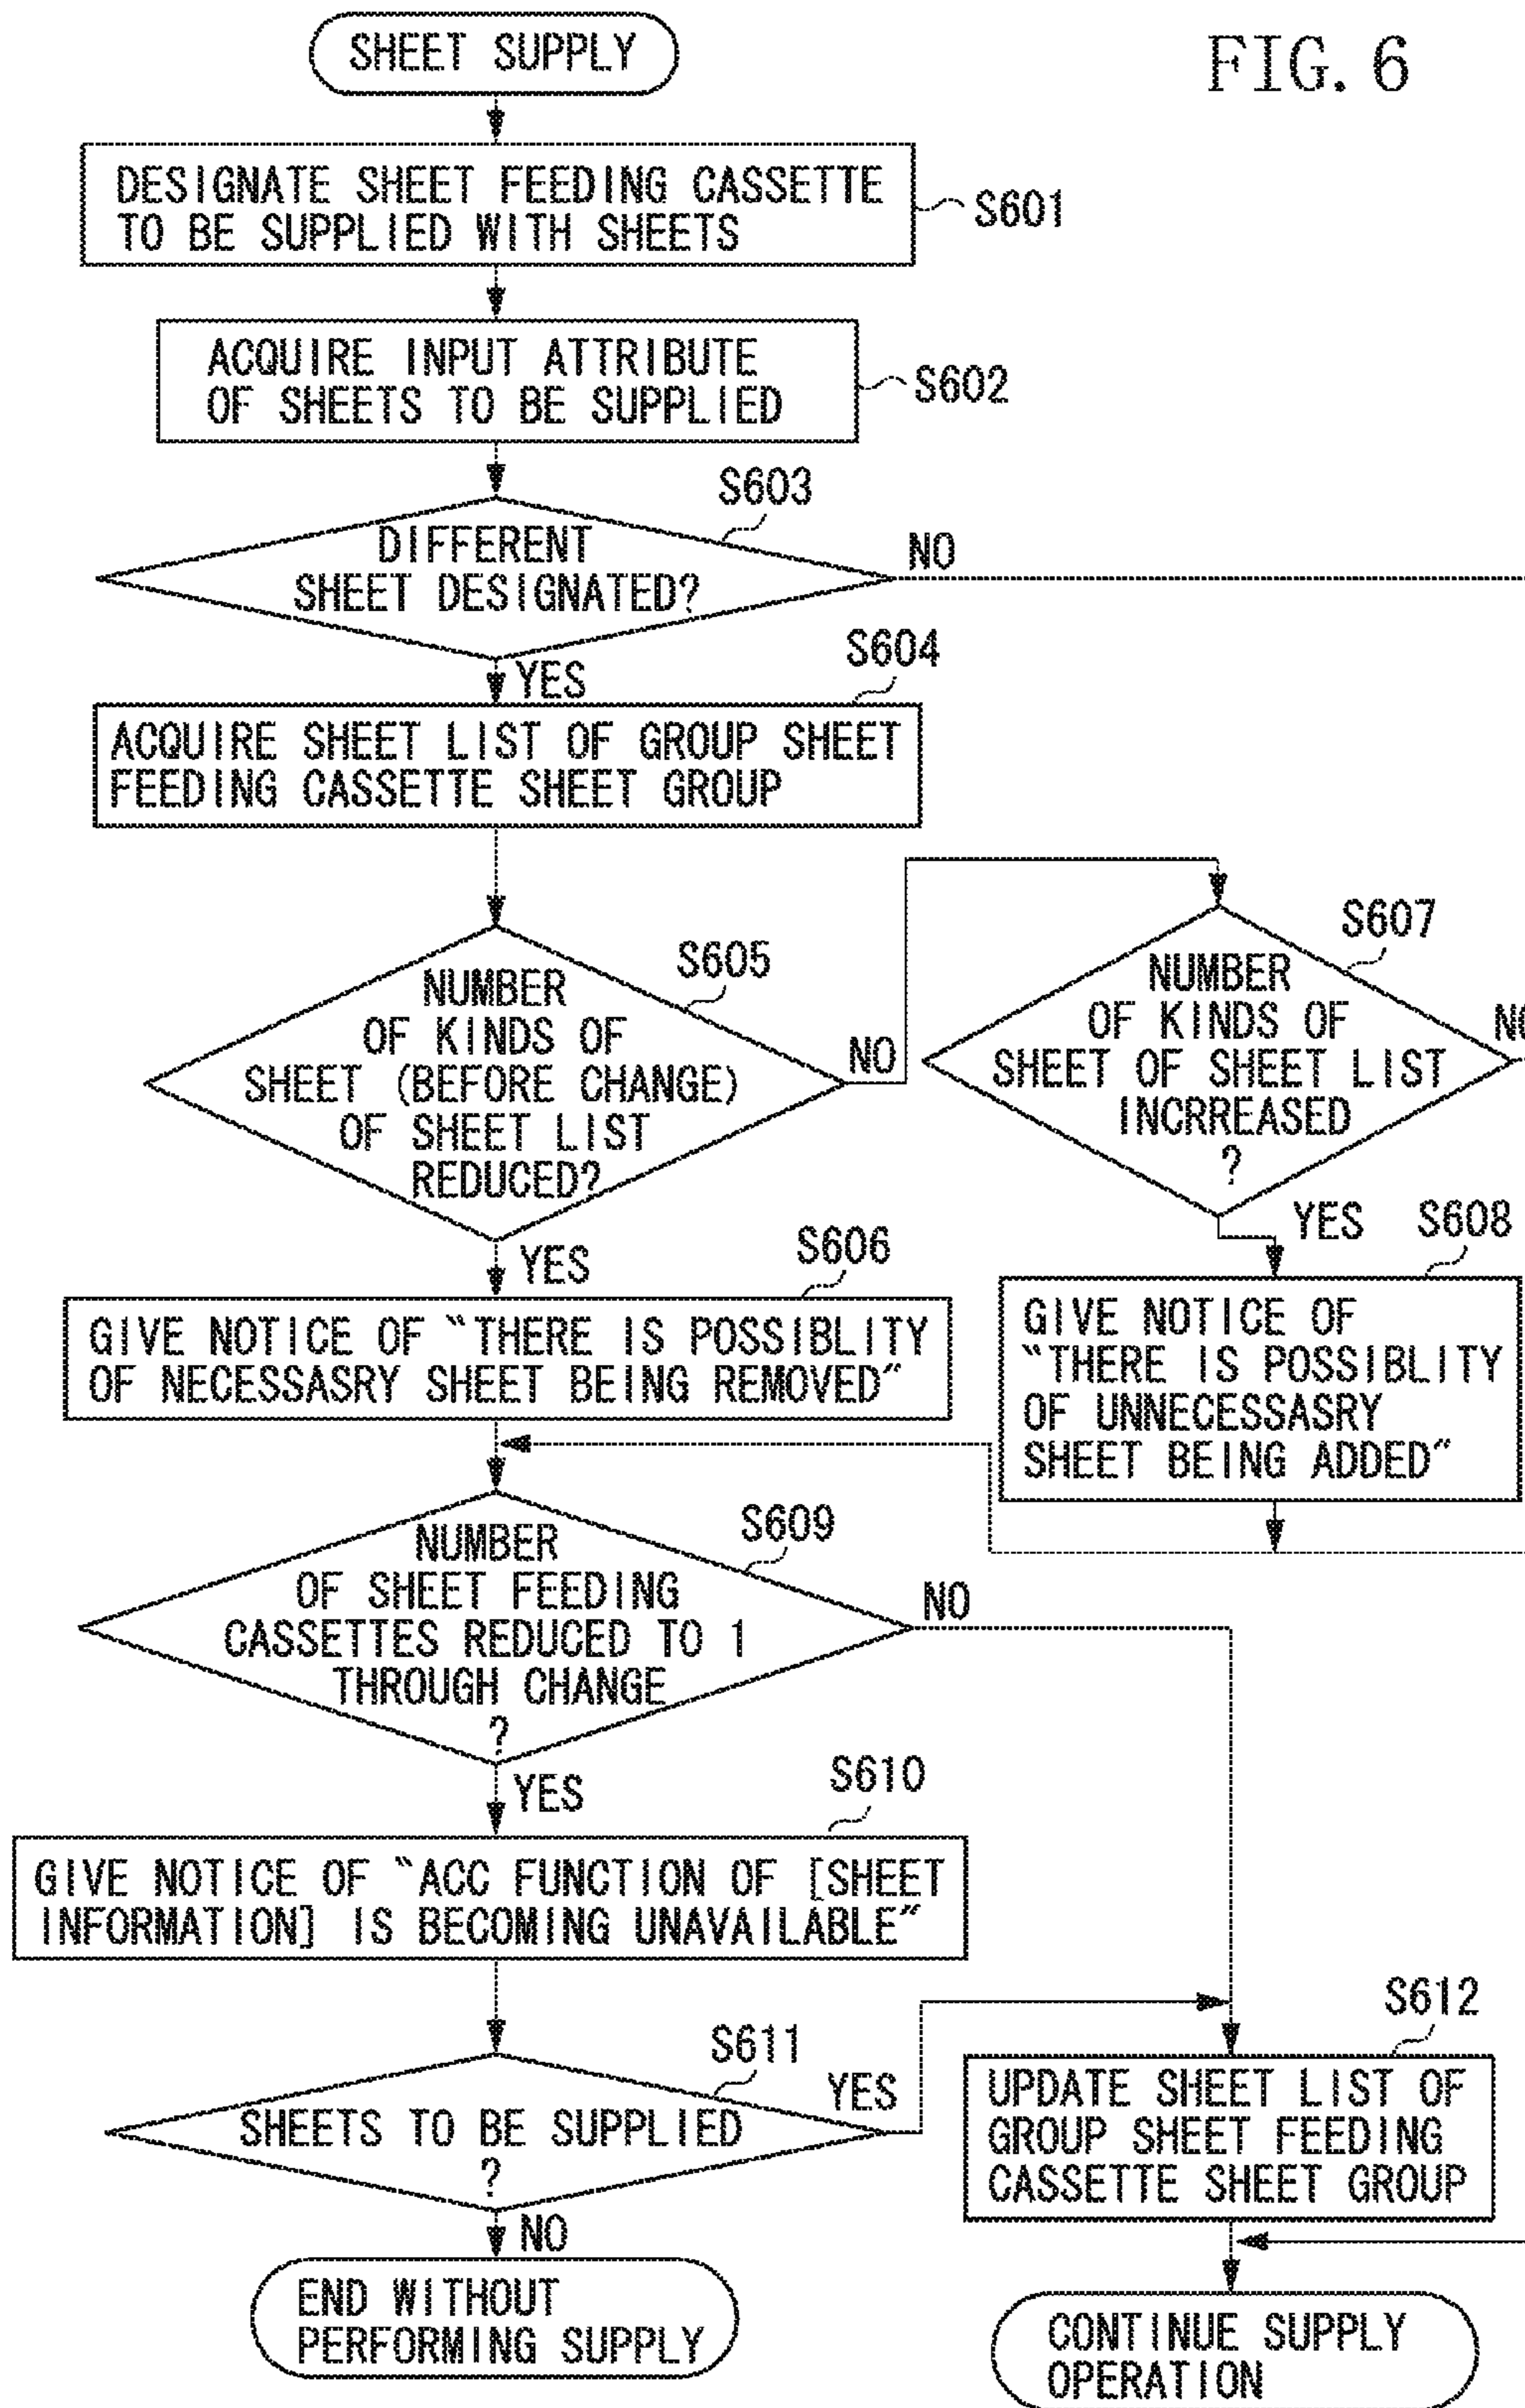 FIG. 6
SHEET SUPPLY
DESIGNATE SHEET FEEDING CASSETTE
TO BE SUPPLIED WITH SHEETS
S601
ACQUIRE INPUT ATTRIBUTE
OF SHEETS TO BE SUPPLIED
S602
S603
DIFFERENT
SHEET DESIGNATED?
NO
YES
S604
ACQUIRE SHEET LIST OF GROUP SHEET
FEEDING CASSETTE SHEET GROUP
S605
NUMBER
OF KINDS OF
SHEET (BEFORE CHANGE)
OF SHEET LIST
REDUCED?
NO
YES
S607
NUMBER
OF KINDS OF
SHEET OF SHEET LIST
INCRREASED
?
NO
YES
S606
GIVE NOTICE OF “THERE IS POSSIBLITY
OF NECESSASRY SHEET BEING REMOVED”
S608
GIVE NOTICE OF
“THERE IS POSSIBLITY
OF UNNECESSASRY
SHEET BEING ADDED”
S609
NUMBER
OF SHEET FEEDING
CASSETTES REDUCED TO 1
THROUGH CHANGE
?
NO
YES
S610
GIVE NOTICE OF “ACC FUNCTION OF [SHEET
INFORMATION] IS BECOMING UNAVAILABLE”
S611
SHEETS TO BE SUPPLIED
?
YES
NO
S612
UPDATE SHEET LIST OF
GROUP SHEET FEEDING
CASSETTE SHEET GROUP
END WITHOUT
PERFORMING SUPPLY
CONTINUE SUPPLY
OPERATION